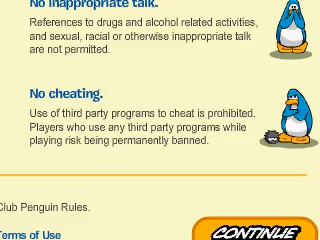 No inappropriate talk.
References to drugs and alcohol related activities,
and sexual, racial or otherwise inappropriate talk
are not permitted.
No cheating.
Use of third party programs to cheat is prohibited.
Players who use any third party programs while
playing risk being permanently banned.
Club Penguin Rules.
Terms of Use
CONTINUE